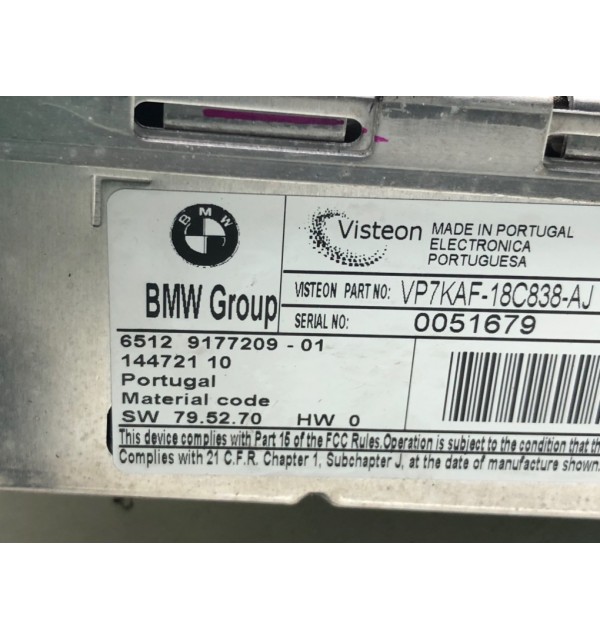 BMW
BMW Group
Visteon
MADE IN PORTUGAL
ELECTRONICA
PORTUGUESA
VISTEON PART NO: VP7KAF-18C838-AJ
SERIAL NO: 0051679
6512 9177209 - 01
144721 10
Portugal
Material code
SW 79.52.70 HW 0
This device complies with Part 16 of the FCC Rules.Operation is subject to the condition that
Complies with 21 C.F.R. Chapter 1, Subchapter J, at the date of manufacture shown.